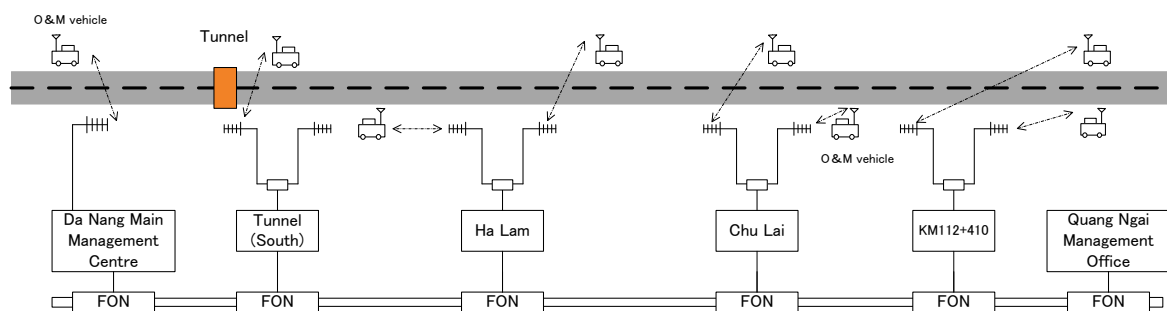 O&M vehicle
Tunnel
O&M vehicle
Da Nang Main
Management
Centre
Tunnel
(South)
Ha Lam
Chu Lai
KM112+410
Quang Ngai
Management
Office
FON
FON
FON
FON
FON
FON